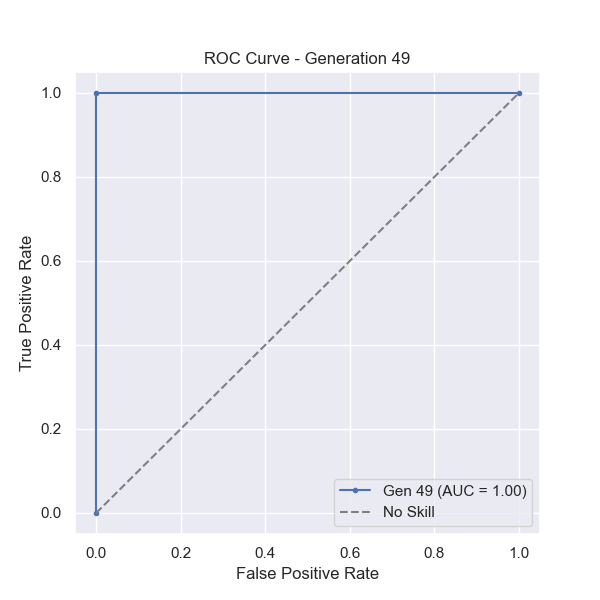 ROC Curve - Generation 49
True Positive Rate
1.0
0.8
0.6
0.4
0.2
0.0
Gen 49 (AUC = 1.00)
No Skill
0.0 0.2 0.4 0.6 0.8 1.0
False Positive Rate